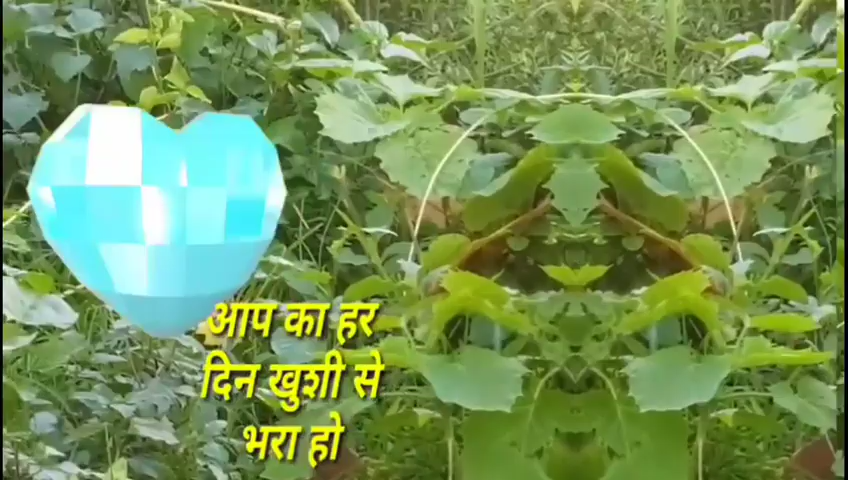 आप का हर
दिन खुशी से
भरा हो